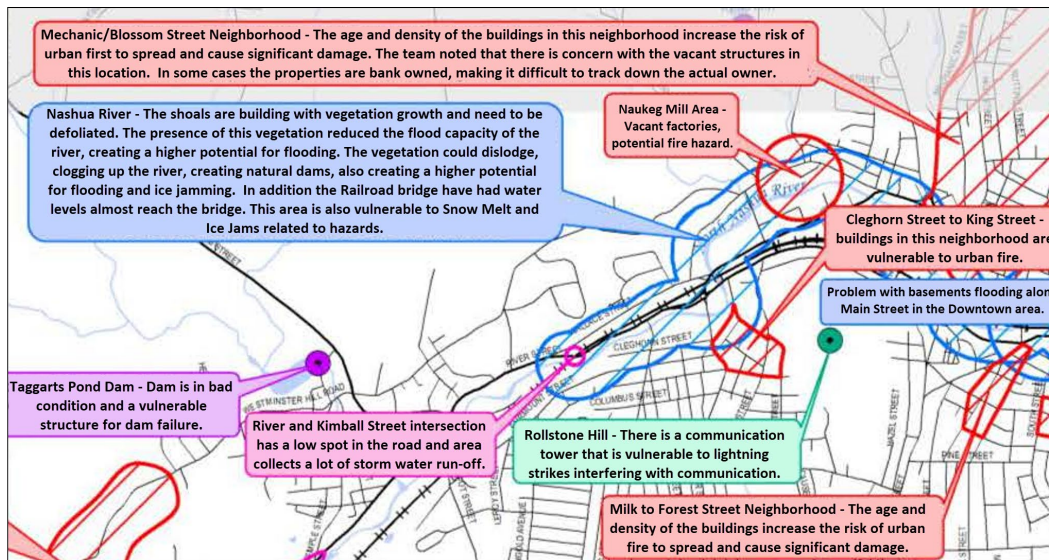 Mechanic/Blossom Street Neighborhood - The age and density of the buildings in this neighborhood increase the risk of
urban first to spread and cause significant damage. The team noted that there is concern with the vacant structures in
this location. In some cases the properties are bank owned, making it difficult to track down the actual owner.
Nashua River - The shoals are building with vegetation growth and need to be
defoliated. The presence of this vegetation reduced the flood capacity of the
river, creating a higher potential for flooding. The vegetation could dislodge,
clogging up the river, creating natural dams, also creating a higher potential
for flooding and ice jamming. In addition the Railroad bridge have had water
levels almost reach the bridge. This area is also vulnerable to Snow Melt and
Ice Jams related to hazards.
Naukeg Mill Area -
Vacant factories,
potential fire hazard.
Nashua River
Cleghorn Street to King Street -
buildings in this neighborhood are
vulnerable to urban fire.
Problem with basements flooding along
Main Street in the Downtown area.
STREET
RIVER STREET
CLEGHORN STREET
COLUMBUS STREET
WESTMINSTER HILL ROAD
Taggarts Pond Dam - Dam is in bad
condition and a vulnerable
structure for dam failure.
River and Kimball Street intersection
has a low spot in the road and area
collects a lot of storm water run-off.
Rollstone Hill - There is a communication
tower that is vulnerable to lightning
strikes interfering with communication.
HAZEL STREET
SOUTH STREET
PINE STREET
Milk to Forest Street Neighborhood - The age and
density of the buildings increase the risk of urban
fire to spread and cause significant damage.